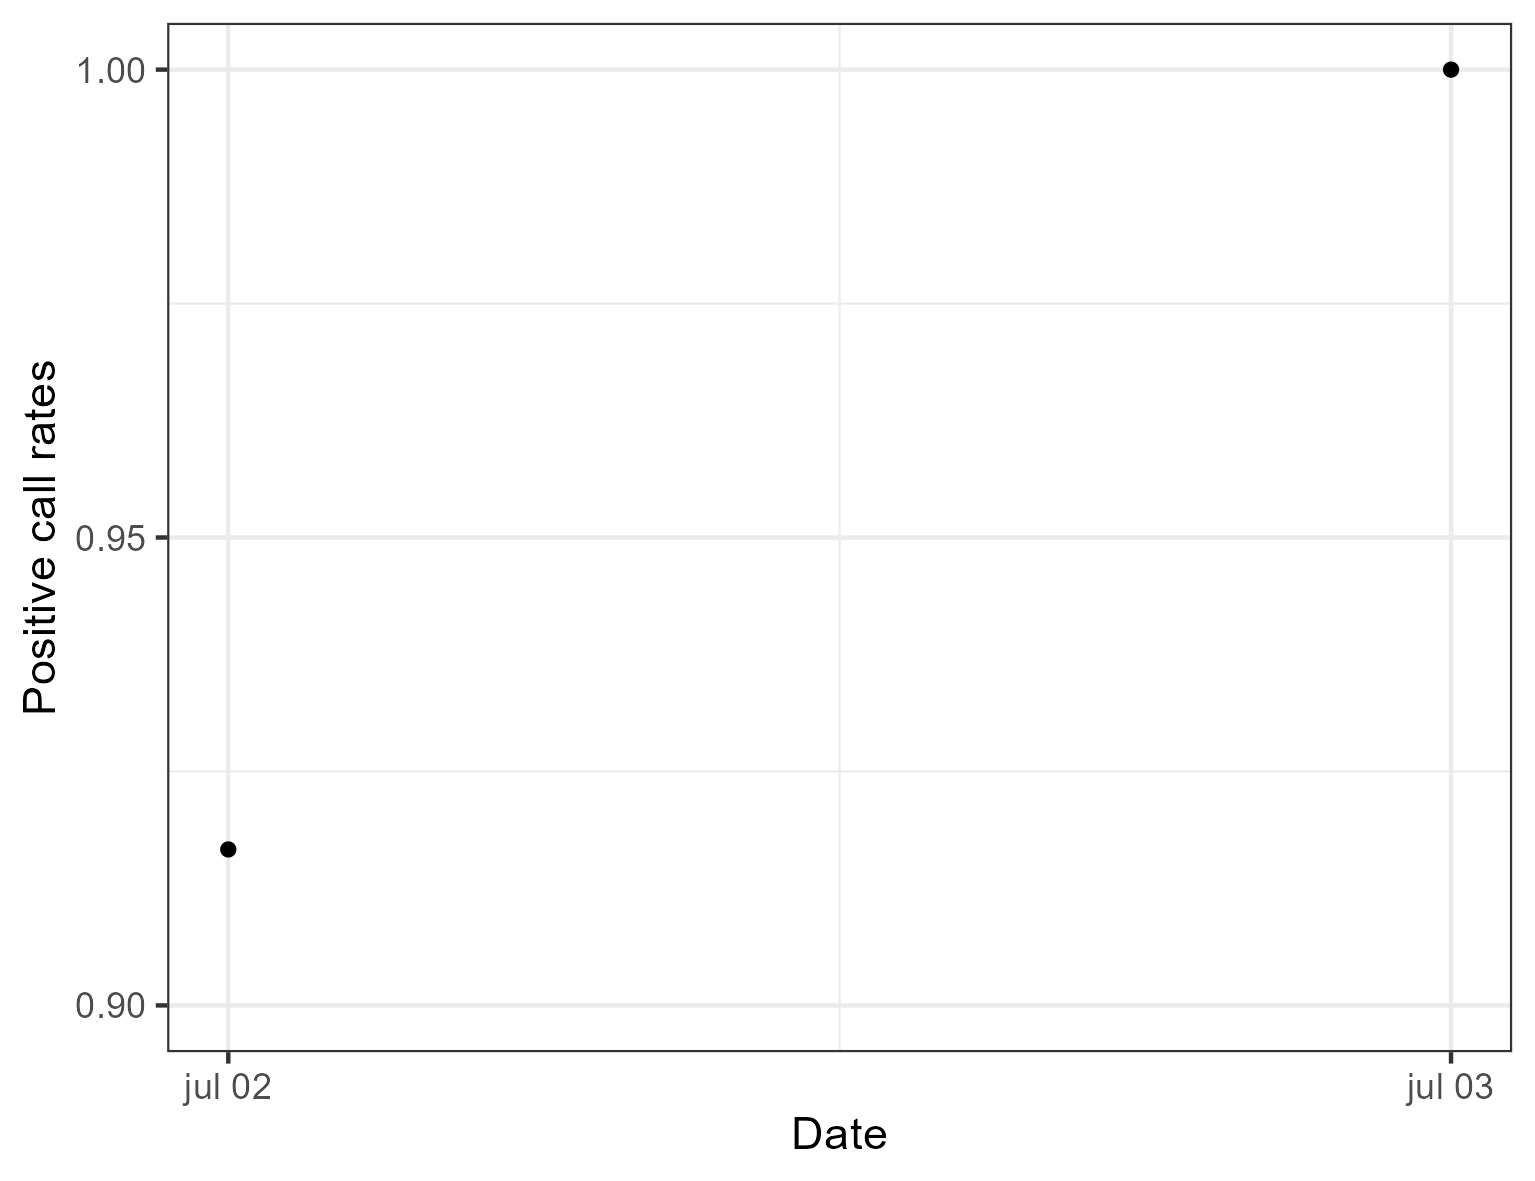 1.00
0.95
0.90
Positive call rates
jul 02
jul 03
Date